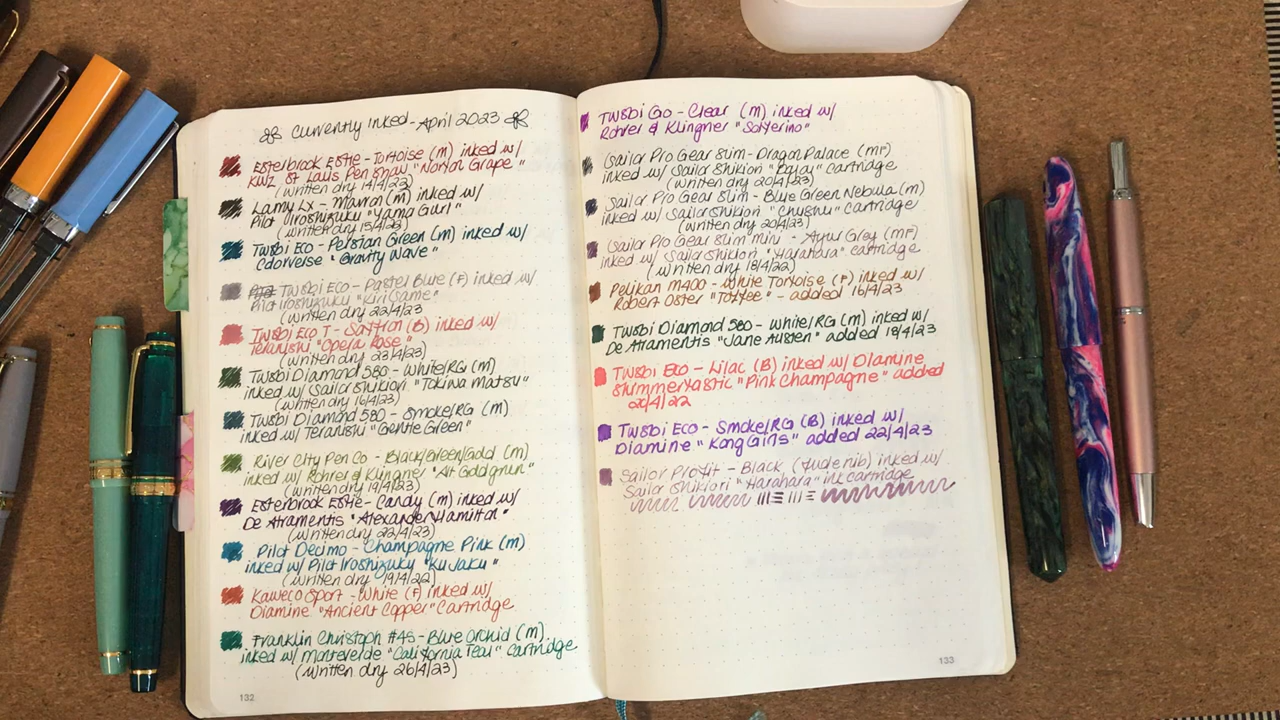 Currently Inked - April 2023
Esterbrook Estie - Tortoise (M) inked w/
KWZ St Louis Pen Show "Norton Grape"
(written dry 14/4/23)
Lamy Lx - Marron (M) inked w/
Pilot Iroshizuku "Yama Guri"
(written dry 15/4/23)
TWSBI ECO - Persian Green (M) inked w/
Colorverse "Gravity Wave"
TWSBI ECO - Pastel Blue (F) inked w/
Pilot Iroshizuku "Kiri Same"
(written dry 22/4/23)
TWSBI ECO T - Saffron (B) inked w/
Teranishi "Opera Rose"
(written dry 23/4/23)
TWSBI Diamond 580 - White/RG (M)
inked w/ Sailor Shikiori "Tokiwa Matsu"
(written dry 16/4/23)
TWSBI Diamond 580 - Smoke/RG (M)
inked w/ Teranishi "Gentle Green"
River City Pen Co - Black/Green/Gold (M)
inked w/ Rohrer & Klingner "Alt Goldgrun"
(written dry 19/4/23)
Esterbrook Estie - Candy (M) inked w/
De Atramentis "Alexander Hamilton"
(written dry 22/4/23)
Pilot Decimo - Champagne Pink (M)
inked w/ Pilot Iroshizuku "Ku Jaku"
(written dry 19/4/22)
Kaweco Sport - White (F) inked w/
Diamine "Ancient Copper" Cartridge
Franklin Christoph #45 - Blue Orchid (M)
inked w/ Monteverde "California Teal" Cartridge
(written dry 26/4/23)
132
TWSBI Go - Clear (M) inked w/
Rohrer & Klingner "Solferino"
Sailor Pro Gear Slim - Dragon Palace (MF)
inked w/ Sailor Shikiori Cartridge
(written dry 20/4/23)
Sailor Pro Gear Slim - Blue Green Nebula (M)
inked w/ Sailor Shikiori "Chushu" Cartridge
(written dry 20/4/23)
Sailor Pro Gear Slim mini - Ayur Grey (MF)
inked w/ Sailor Shikiori "Harahara" cartridge
(written dry 18/4/22)
Pelikan M400 - White Tortoise (F) inked w/
Robert Oster "Toffee" - added 16/4/23
TWSBI Diamond 580 - White/RG (M) inked w/
De Atramentis "Jane Austen" added 18/4/23
TWSBI ECO - Lilac (B) inked w/ Diamine
Shimmertastic "Pink Champagne" added
22/4/22
TWSBI ECO - Smoke/RG (B) inked w/
Diamine "Kong Girls" added 22/4/23
Sailor Profit - Black (fude nib) inked w/
Sailor Shikiori "Harahara" ink cartridge
133